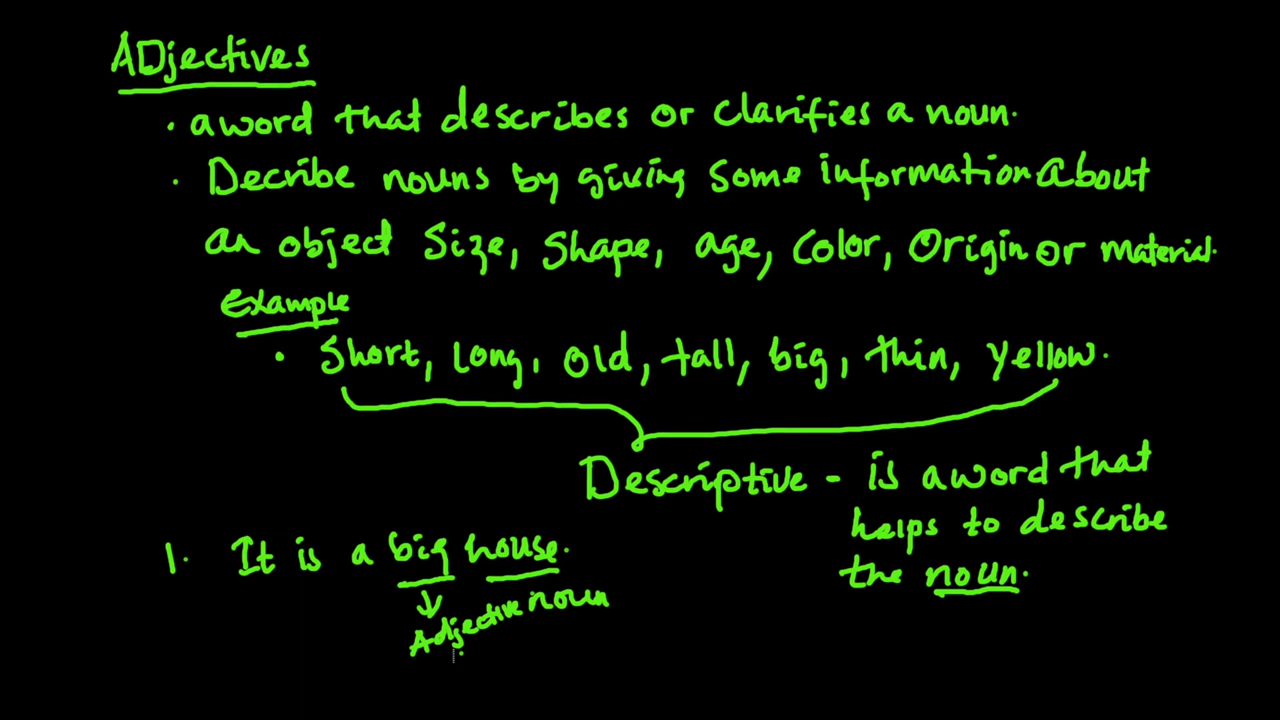 ADjectives
· a word that describes or clarifies a noun.
· Decribe nouns by giving some information About
an object Size, Shape, age, Color, Origin or material.
Example
• Short, Long, old, tall, big, thin, yellow.
Descriptive - is a word that
helps to describe
the noun.
1. It is a big house.
Adjective noun